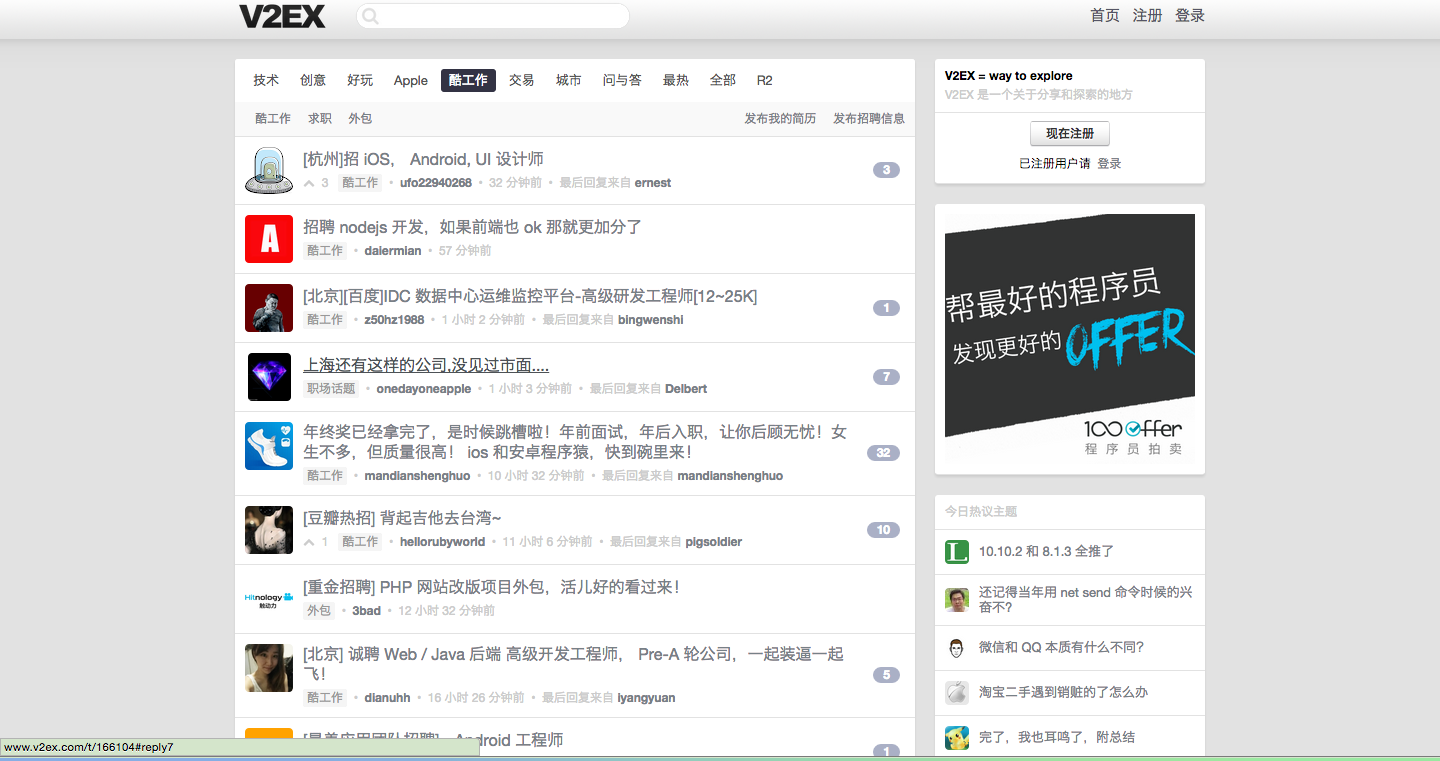 V2EX
首页 注册 登录
技术 创意 好玩 Apple 酷工作 交易 城市 问与答 最热 全部 R2
酷工作 求职 外包 发布我的简历 发布招聘信息
[杭州]招 iOS， Android, UI 设计师
3 酷工作 • ufo22940268 • 32 分钟前 • 最后回复来自 ernest
3
招聘 nodejs 开发，如果前端也 ok 那就更加分了
酷工作 • dalermian • 57 分钟前
[北京][百度]IDC 数据中心运维监控平台-高级研发工程师[12~25K]
酷工作 • z50hz1988 • 1 小时 2 分钟前 • 最后回复来自 bingwenshi
1
上海还有这样的公司,没见过市面....
职场话题 • onedayoneapple • 1 小时 3 分钟前 • 最后回复来自 Delbert
7
年终奖已经拿完了，是时候跳槽啦！年前面试，年后入职，让你后顾无忧！女
生不多，但质量很高！ ios 和安卓程序猿，快到碗里来！
酷工作 • mandianshenghuo • 10 小时 32 分钟前 • 最后回复来自 mandianshenghuo
32
[豆瓣热招] 背起吉他去台湾~
1 酷工作 • hellorubyworld • 11 小时 6 分钟前 • 最后回复来自 pigsoldier
10
Hitnology
触动力
[重金招聘] PHP 网站改版项目外包，活儿好的看过来！
外包 • 3bad • 12 小时 32 分钟前
[北京] 诚聘 Web / Java 后端 高级开发工程师， Pre-A 轮公司，一起装逼一起
飞！
酷工作 • dianuhh • 16 小时 26 分钟前 • 最后回复来自 iyangyuan
5
Android 工程师
1
www.v2ex.com/t/166104#reply7
V2EX = way to explore
V2EX 是一个关于分享和探索的地方
现在注册
已注册用户请 登录
帮最好的程序员
发现更好的 OFFER
100offer
程序员拍卖
今日热议主题
10.10.2 和 8.1.3 全推了
还记得当年用 net send 命令时候的兴
奋不？
微信和 QQ 本质有什么不同？
淘宝二手遇到销赃的了怎么办
完了，我也耳鸣了，附总结